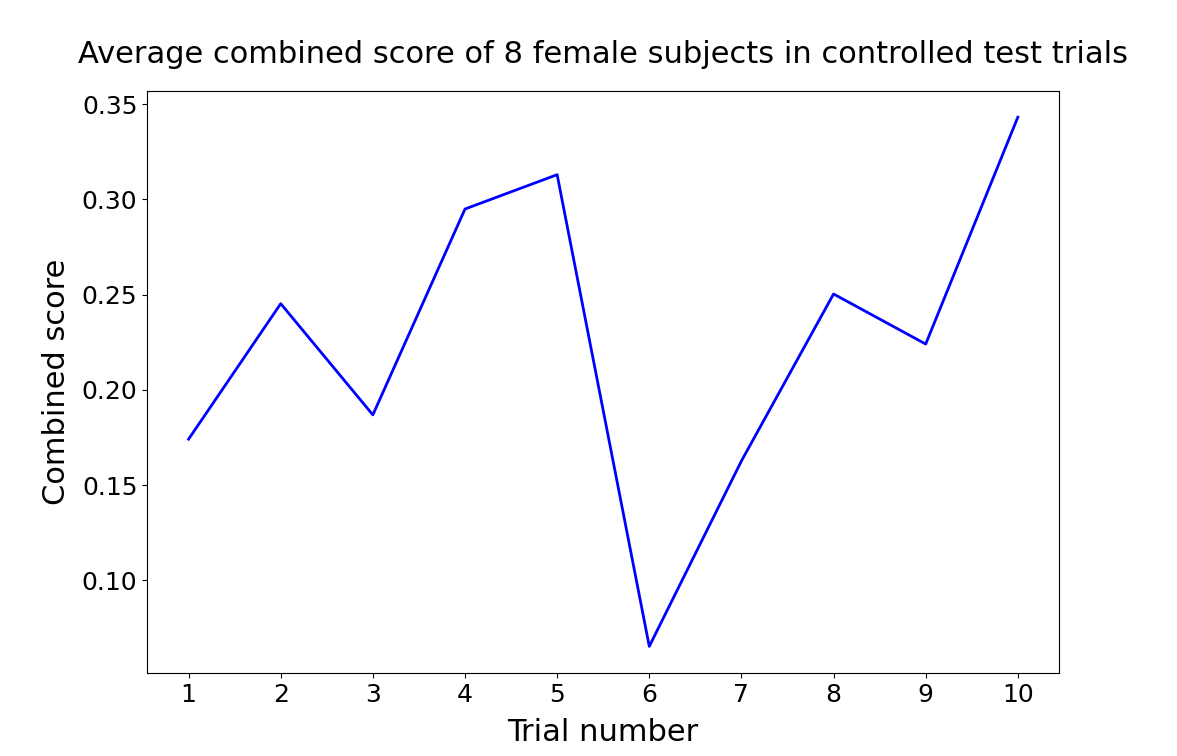 Average combined score of 8 female subjects in controlled test trials
0.35
0.30
0.25
0.20
0.15
0.10
Combined score
1 2 3 4 5 6 7 8 9 10
Trial number